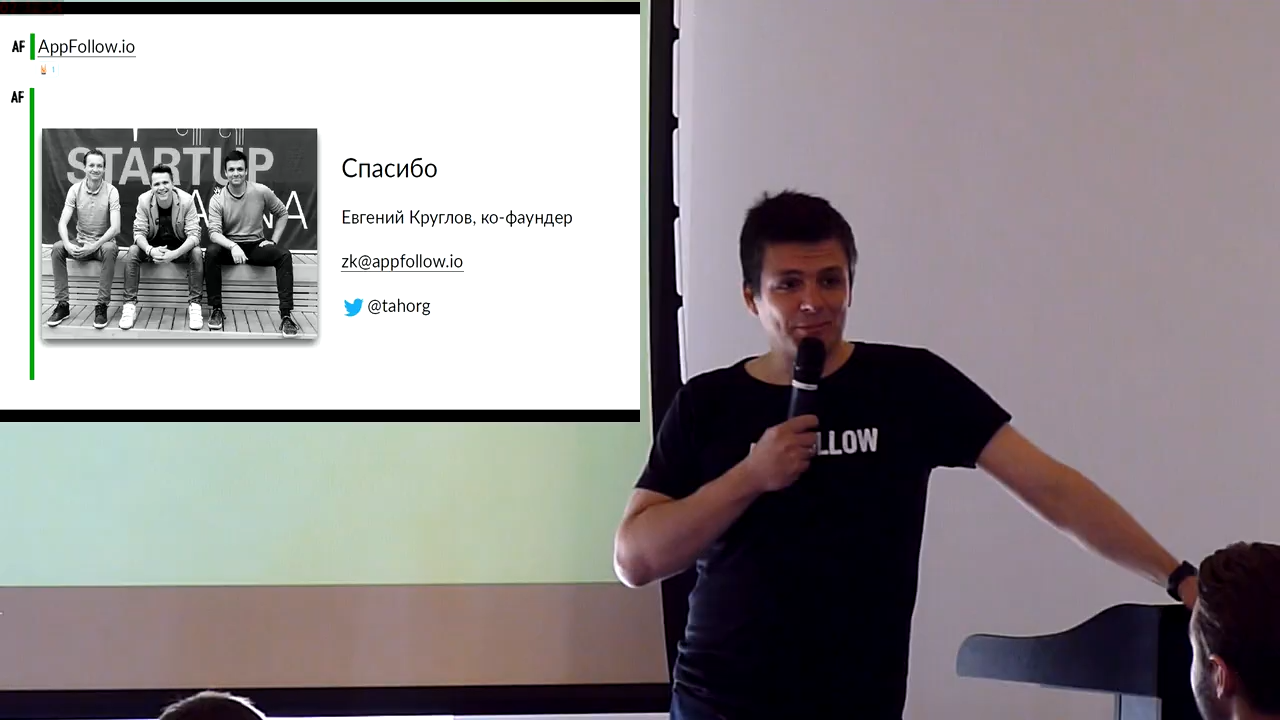 AF AppFollow.io
AF
STARTUP
Спасибо
Евгений Круглов, ко-фаундер
zk@appfollow.io
@tahorg
LLOW